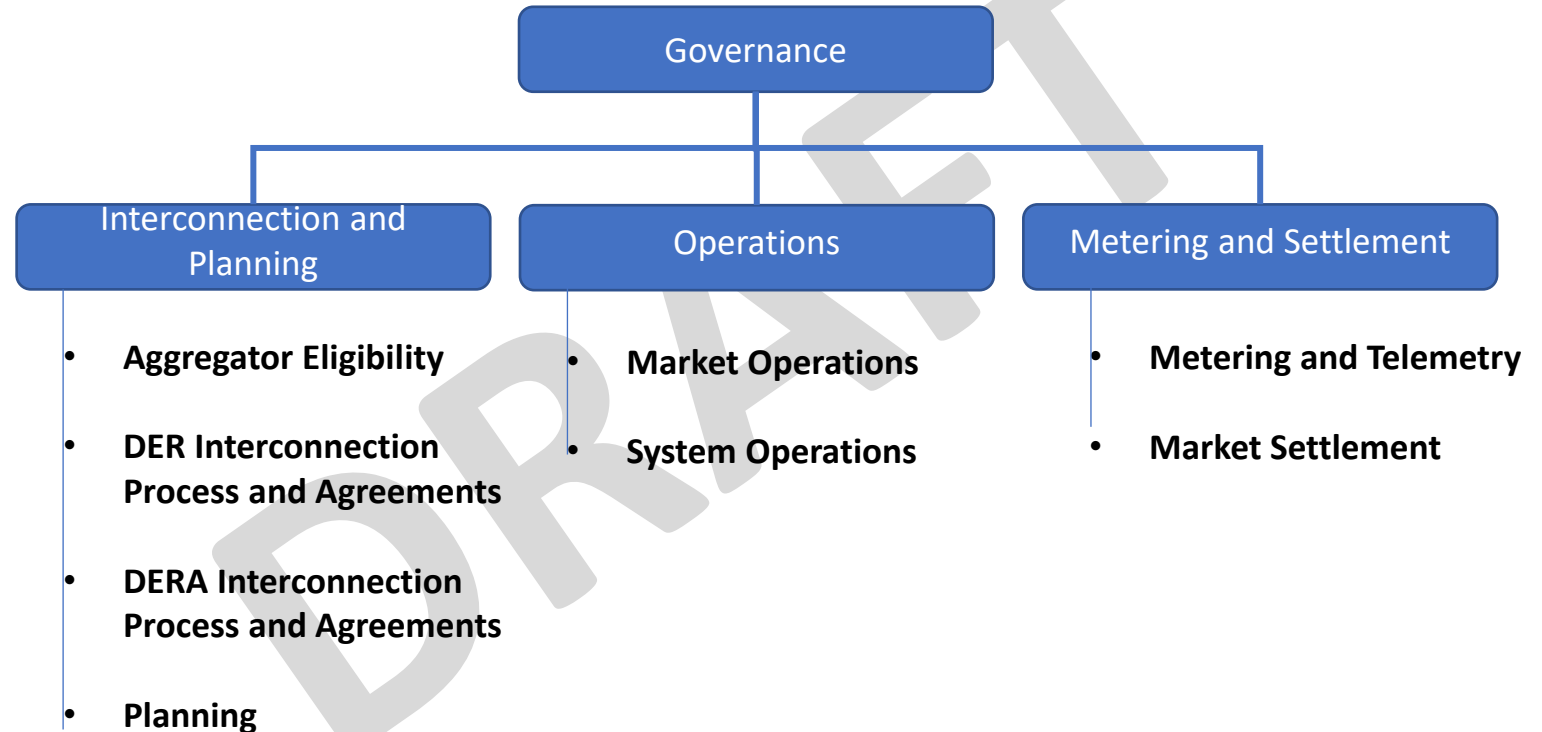 Governance
Interconnection and
Planning
Operations
Metering and Settlement
• Aggregator Eligibility
• DER Interconnection
Process and Agreements
• DERA Interconnection
Process and Agreements
• Planning
• Market Operations
• System Operations
• Metering and Telemetry
• Market Settlement
DRAFT